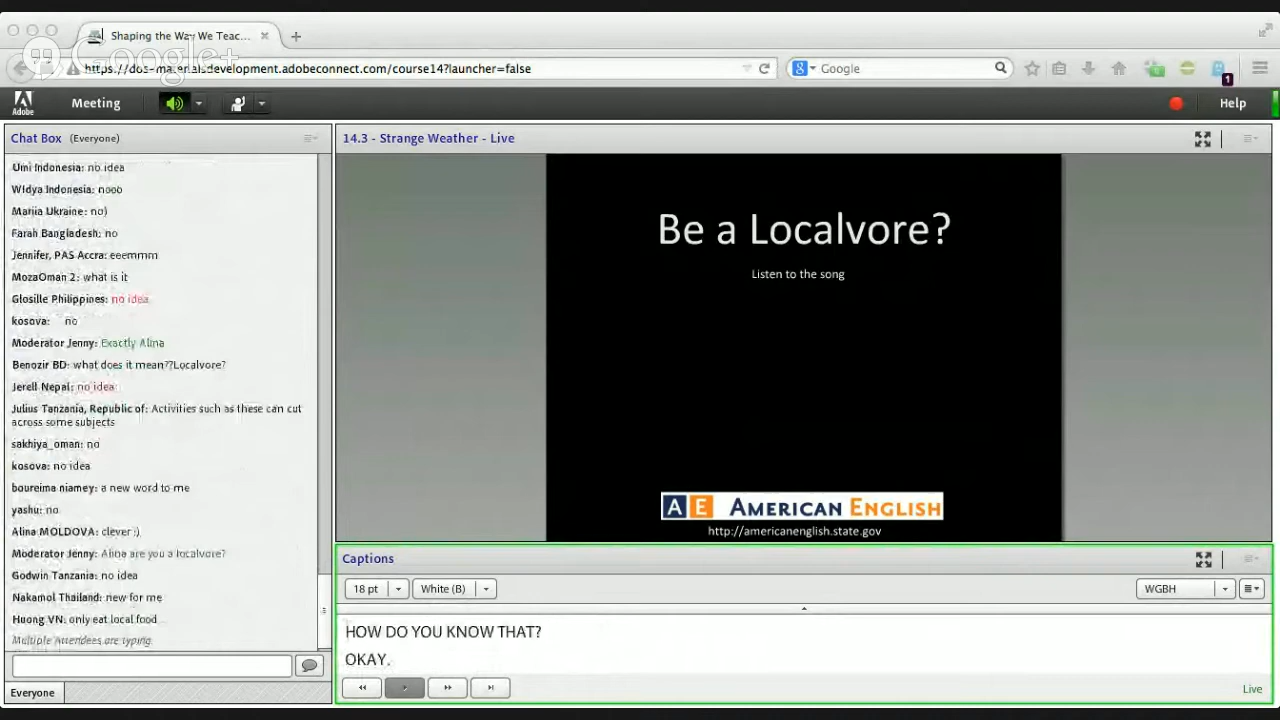 Shaping the Way We Teac...
Google+
https://dos-materialsdevelopment.adobeconnect.com/course14?launcher=false
Google
1
Adobe
Meeting
Help
Chat Box (Everyone)
Umi Indonesia: no idea
Widya Indonesia: nooo
Mariia Ukraine: no)
Farah Bangladesh: no
Jennifer, PAS Accra: eeemmm
MozaOman 2: what is it
Glosille Philippines: no idea
kosova: no
Moderator Jenny: Exactly Alina
Benozir BD: what does it mean??Localvore?
Jerell Nepal: no idea
Julius Tanzania, Republic of: Activities such as these can cut
across some subjects
sakhiya_oman: no
kosova: no idea
boureima niamey: a new word to me
yashu: no
Alina MOLDOVA: clever :)
Moderator Jenny: Alina are you a localvore?
Godwin Tanzania: no idea
Nakamol Thailand: new for me
Huong VN: only eat local food
Multiple Attendees are typing
Everyone
14.3 - Strange Weather - Live
Be a Localvore?
Listen to the song
AE AMERICAN ENGLISH
http://americanenglish.state.gov
Captions
18 pt
White (B)
WGBH
HOW DO YOU KNOW THAT?
OKAY.
Live